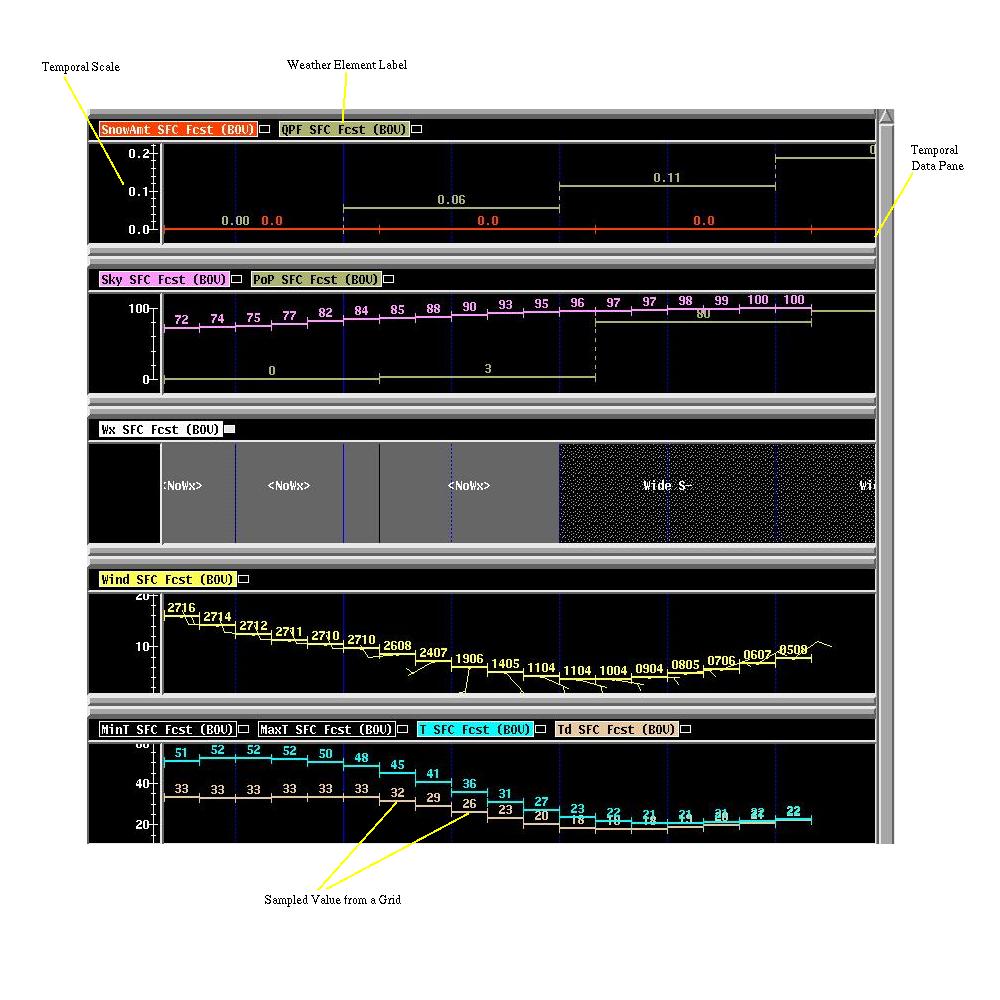 Temporal Scale
Weather Element Label
Temporal
Data Pane
SnowAmt SFC Fcst (BOU) QPF SFC Fcst (BOU)
0.2
0.1
0.0
0
0.11
0.06
0.00 0.0 0.0 0.0
Sky SFC Fcst (BOU) PoP SFC Fcst (BOU)
100
0
72 74 75 77 82 84 85 88 90 93 95 96 97 97 98 99 100 100
80
0 3
Wx SFC Fcst (BOU)
<NoWx> <NoWx> <NoWx> Wide S-
Wind SFC Fcst (BOU)
20
10
2716 2714 2712 2711 2710 2710 2608 2407 1906 1405 1104 1104 1004 0904 0805 0706 0607 0508
MinT SFC Fcst (BOU) MaxT SFC Fcst (BOU) T SFC Fcst (BOU) Td SFC Fcst (BOU)
60
40
20
51 52 52 52 50 48 45 41 36 31 27 23 22 21 21 21 22 22
33 33 33 33 33 33 32 29 26 23 20 18 18 18 19 20
Sampled Value from a Grid